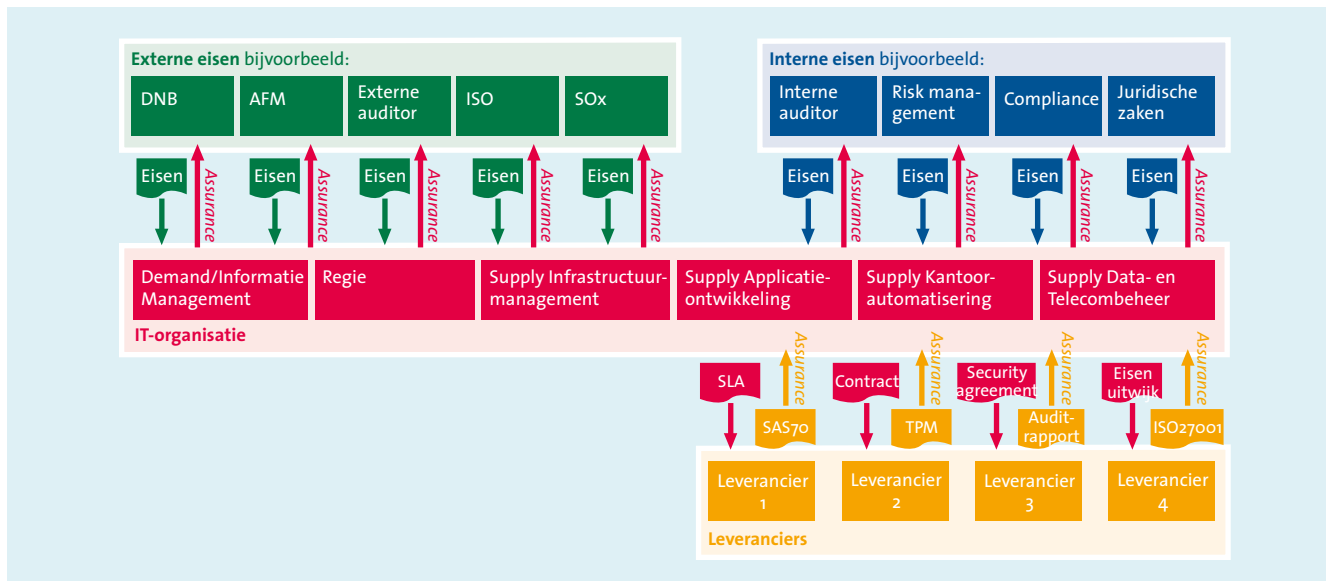 Externe eisen bijvoorbeeld:
DNB
AFM
Externe
auditor
ISO
SOx
Interne eisen bijvoorbeeld:
Interne
auditor
Risk mana-
gement
Compliance
Juridische
zaken
Eisen
Assurance
Eisen
Assurance
Eisen
Assurance
Eisen
Assurance
Eisen
Assurance
Eisen
Assurance
Eisen
Assurance
Eisen
Assurance
Eisen
Assurance
Demand/Informatie
Management
Regie
Supply Infrastructuur-
management
Supply Applicatie-
ontwikkeling
Supply Kantoor-
automatisering
Supply Data- en
Telecombeheer
IT-organisatie
SLA
Assurance
SAS70
Contract
Assurance
TPM
Security
agreement
Assurance
Audit-
rapport
Eisen
uitwijk
Assurance
ISO27001
Leverancier
1
Leverancier
2
Leverancier
3
Leverancier
4
Leveranciers